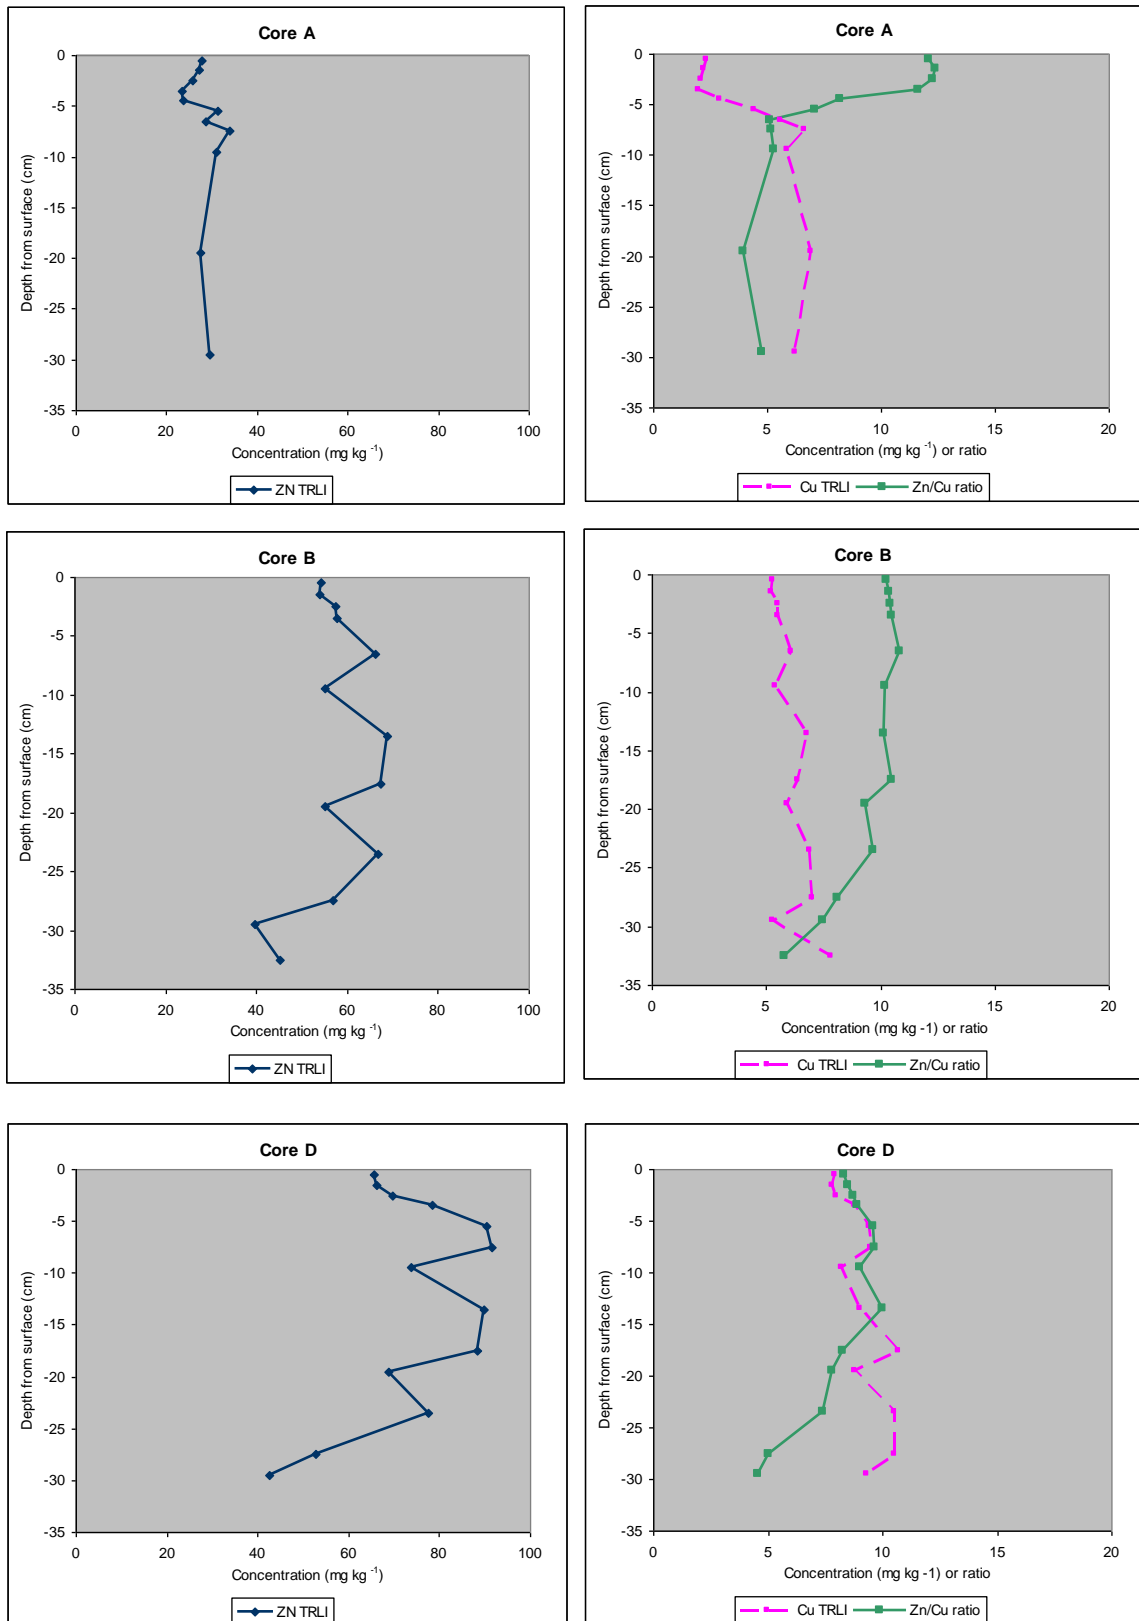 Core A
0
-5
-10
-15
-20
-25
-30
-35
Depth from surface (cm)
0 20 40 60 80 100
Concentration (mg kg -1)
ZN TRLI
Core A
0
-5
-10
-15
-20
-25
-30
-35
Depth from surface (cm)
0 5 10 15 20
Concentration (mg kg -1) or ratio
Cu TRLI Zn/Cu ratio
Core B
0
-5
-10
-15
-20
-25
-30
-35
Depth from surface (cm)
0 20 40 60 80 100
Concentration (mg kg -1)
ZN TRLI
Core B
0
-5
-10
-15
-20
-25
-30
-35
Depth from surface (cm)
0 5 10 15 20
Concentration (mg kg -1) or ratio
Cu TRLI Zn/Cu ratio
Core D
0
-5
-10
-15
-20
-25
-30
-35
Depth from surface (cm)
0 20 40 60 80 100
ZN TRLI
Core D
0
-5
-10
-15
-20
-25
-30
-35
Depth from surface (cm)
0 5 10 15 20
Concentration (mg kg -1) or ratio
Cu TRLI Zn/Cu ratio